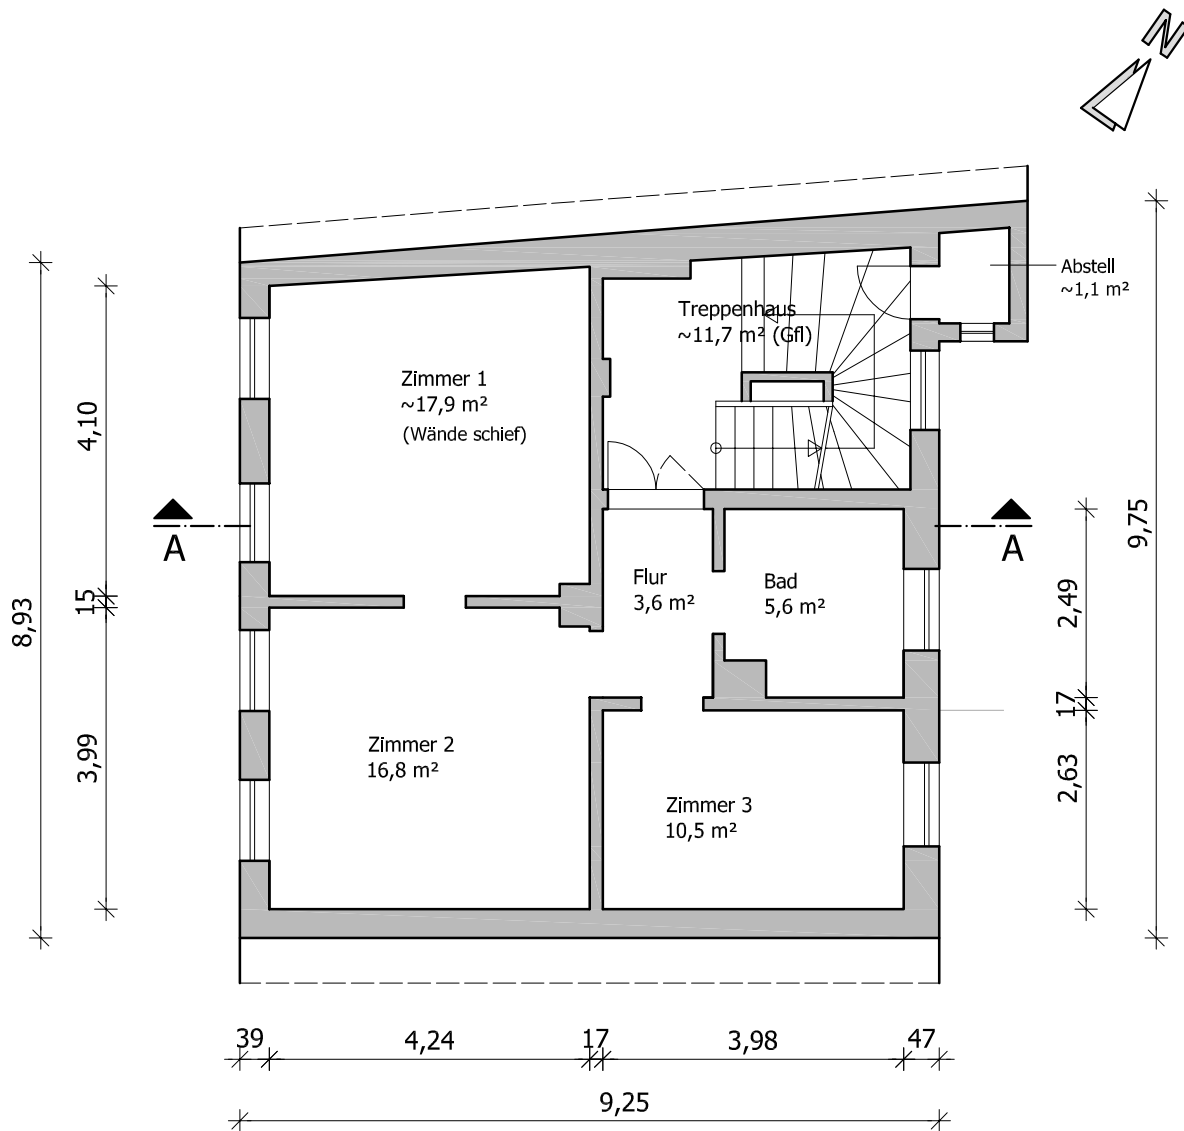 N
Abstell
~1,1 m²
Treppenhaus
~11,7 m² (Gfl)
Zimmer 1
~17,9 m²
(Wände schief)
4,10
9,75
A
A
Flur
3,6 m²
Bad
5,6 m²
2,49
15
8,93
17
3,99
Zimmer 2
16,8 m²
2,63
Zimmer 3
10,5 m²
39
4,24
17
3,98
47
9,25